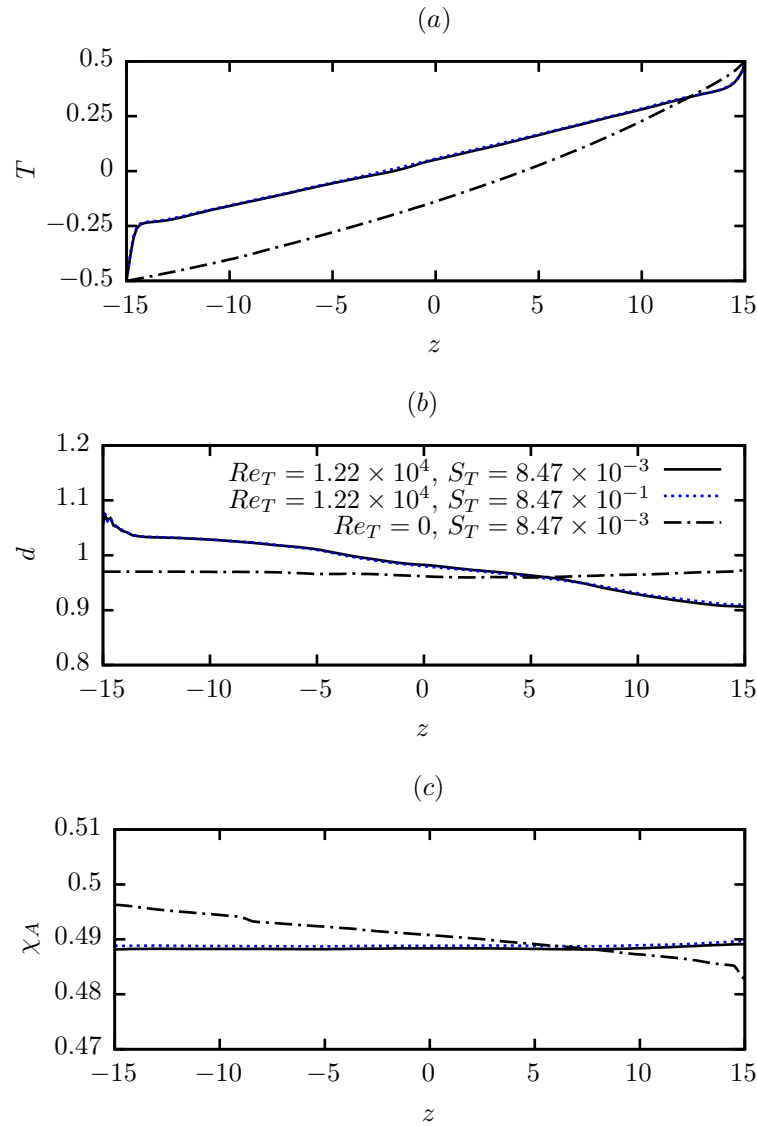 (a)
0.5
0.25
0
−0.25
−0.5
T
−15 −10 −5 0 5 10 15
z
(b)
1.2
1.1
1
0.9
0.8
d
Re_T = 1.22 × 10^4, S_T = 8.47 × 10^−3
Re_T = 1.22 × 10^4, S_T = 8.47 × 10^−1
Re_T = 0, S_T = 8.47 × 10^−3
−15 −10 −5 0 5 10 15
z
(c)
0.51
0.5
0.49
0.48
0.47
χ_A
−15 −10 −5 0 5 10 15
z